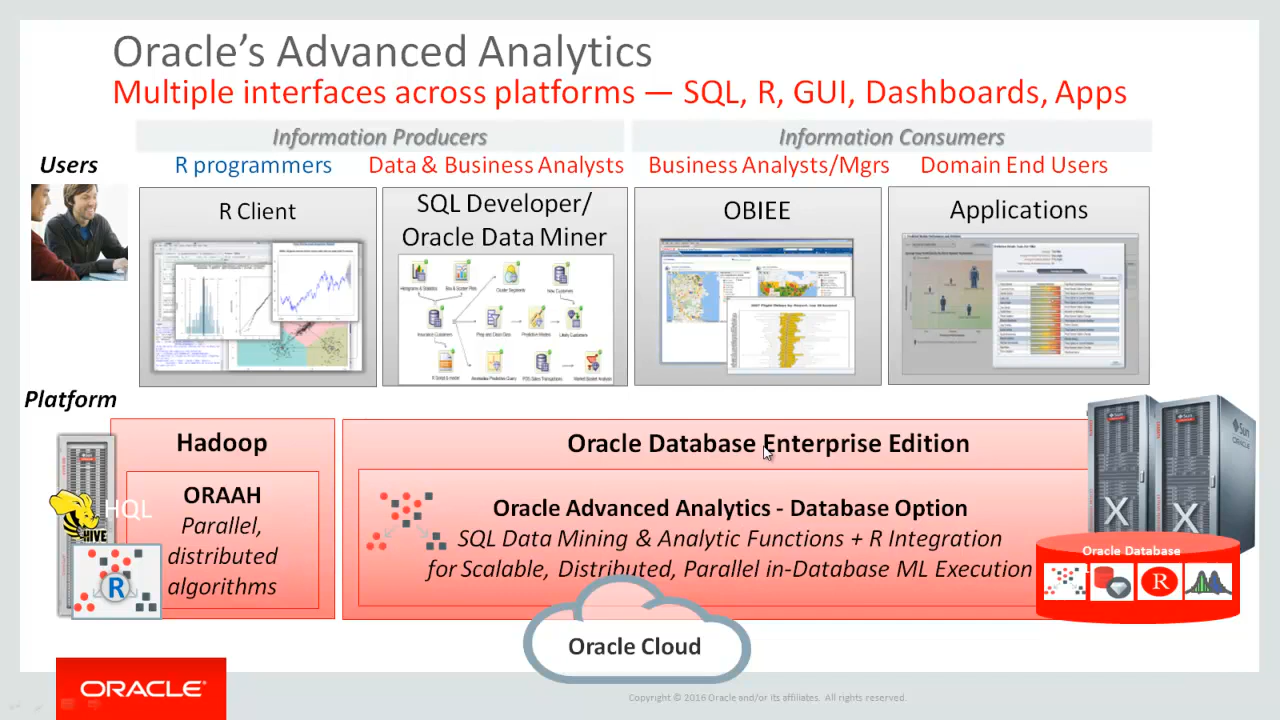 Oracle's Advanced Analytics
Multiple interfaces across platforms — SQL, R, GUI, Dashboards, Apps
Information Producers
Information Consumers
Users
R programmers
Data & Business Analysts
Business Analysts/Mgrs
Domain End Users
R Client
SQL Developer/
Oracle Data Miner
OBIEE
Applications
Platform
Hadoop
ORAAH
Parallel,
distributed
algorithms
HQL
HIVE
R
Oracle Database Enterprise Edition
Oracle Advanced Analytics - Database Option
SQL Data Mining & Analytic Functions + R Integration
for Scalable, Distributed, Parallel in-Database ML Execution
Sun
Sun
ORACLE
X
X
Oracle Database
R
Oracle Cloud
ORACLE®
Copyright © 2016 Oracle and/or its affiliates. All rights reserved.